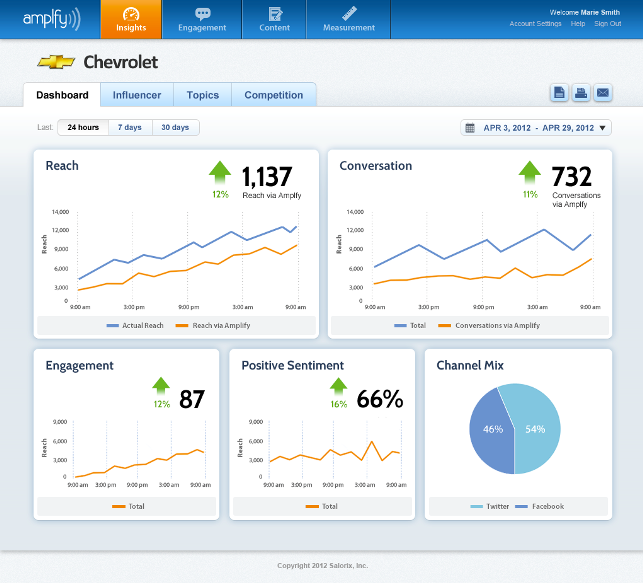 amplfy
Insights
Engagement
Content
Measurement
Welcome Marie Smith
Account Settings Help Sign Out
Chevrolet
Dashboard
Influencer
Topics
Competition
Last: 24 hours 7 days 30 days
APR 3, 2012 - APR 29, 2012
Reach
12%
1,137
Reach via Amplfy
14,000
12,000
9,000
6,000
3,000
0
Reach
9:00 am 3:00 pm 9:00 pm 3:00 am 9:00 am
Actual Reach Reach via Amplify
Conversation
11%
732
Conversations
via Amplfy
14,000
12,000
9,000
6,000
3,000
0
Reach
9:00 am 3:00 pm 9:00 pm 3:00 am 9:00 am
Total Conversations via Amplify
Engagement
12%
87
9,000
6,000
3,000
0
Reach
9:00 am 3:00 pm 9:00 pm 3:00 am 9:00 am
Total
Positive Sentiment
16%
66%
9,000
6,000
3,000
0
Reach
9:00 am 3:00 pm 9:00 pm 3:00 am 9:00 am
Total
Channel Mix
46%
54%
Twitter Facebook
Copyright 2012 Salorix, Inc.